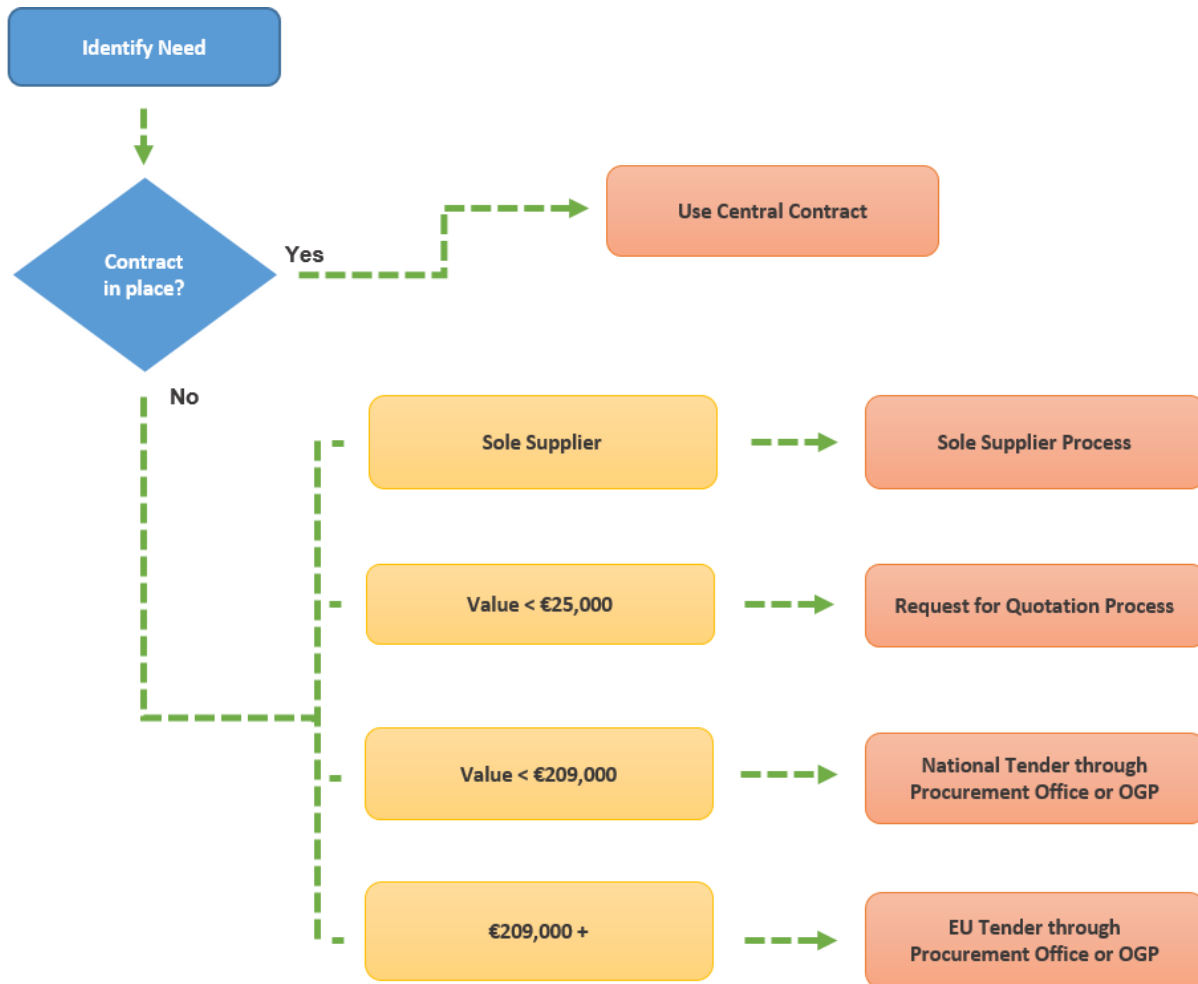 Identify Need
Contract
in place?
Yes
Use Central Contract
No
Sole Supplier
Sole Supplier Process
Value < €25,000
Request for Quotation Process
Value < €209,000
National Tender through
Procurement Office or OGP
€209,000 +
EU Tender through
Procurement Office or OGP